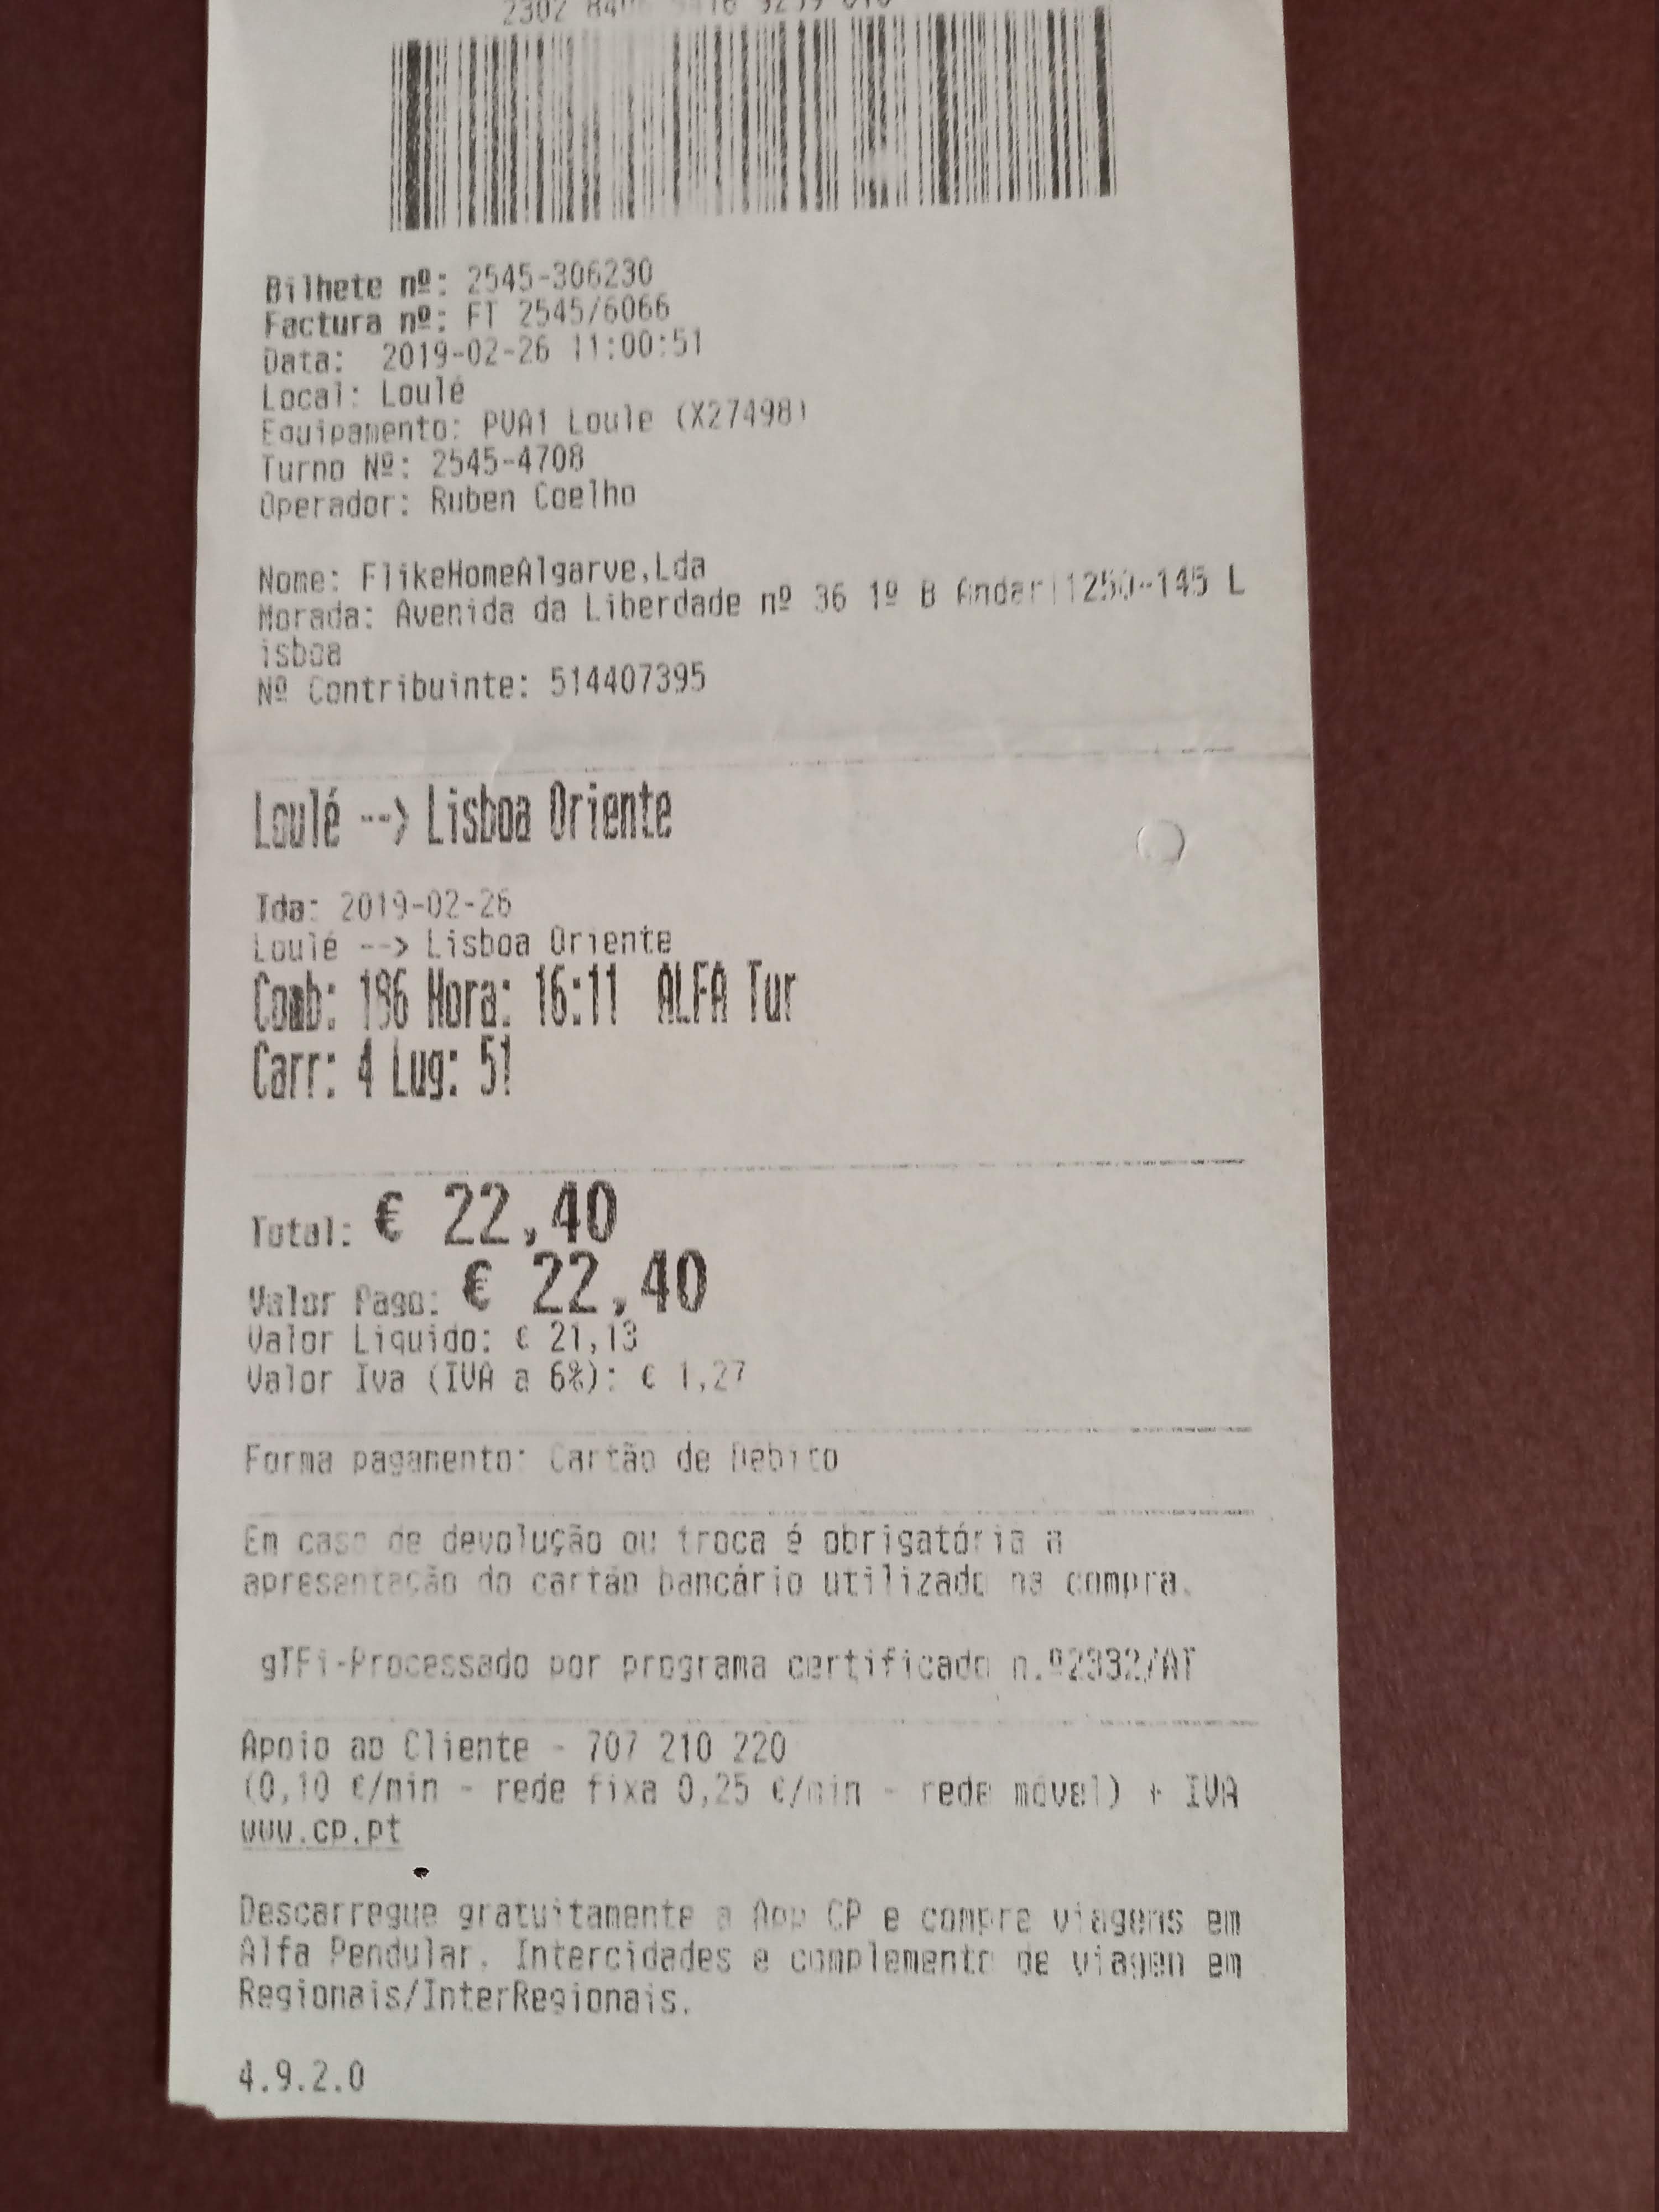 2302
Bilhete nº: 2545-306230
Factura nº: FT 2545/6066
Data: 2019-02-26 11:00:51
Local: Loulé
Equipamento: PVA1 Loule (X27498)
Turno Nº: 2545-4708
Operador: Ruben Coelho
Nome: FlikeHomeAlgarve,Lda
Morada: Avenida da Liberdade nº 36 1º B Andar|1250-145 L
isboa
Nº Contribuinte: 514407395
Loulé --> Lisboa Oriente
Ida: 2019-02-26
Loulé --> Lisboa Oriente
Comb: 196 Hora: 16:11 ALFA Tur
Carr: 4 Lug: 51
Total: € 22,40
Valor Pago: € 22,40
Valor Liquido: € 21,13
Valor Iva (IVA a 6%): € 1,27
Forma pagamento: Cartão de Débito
Em caso de devolução ou troca é obrigatória a
apresentação do cartão bancário utilizado na compra.
gTFi-Processado por programa certificado n.º2332/AT
Apoio ao Cliente - 707 210 220
(0,10 €/min - rede fixa 0,25 €/min - rede móvel) + IVA
www.cp.pt
Descarregue gratuitamente a App CP e compre viagens em
Alfa Pendular, Intercidades e complemento de viagem em
Regionais/InterRegionais.
4.9.2.0